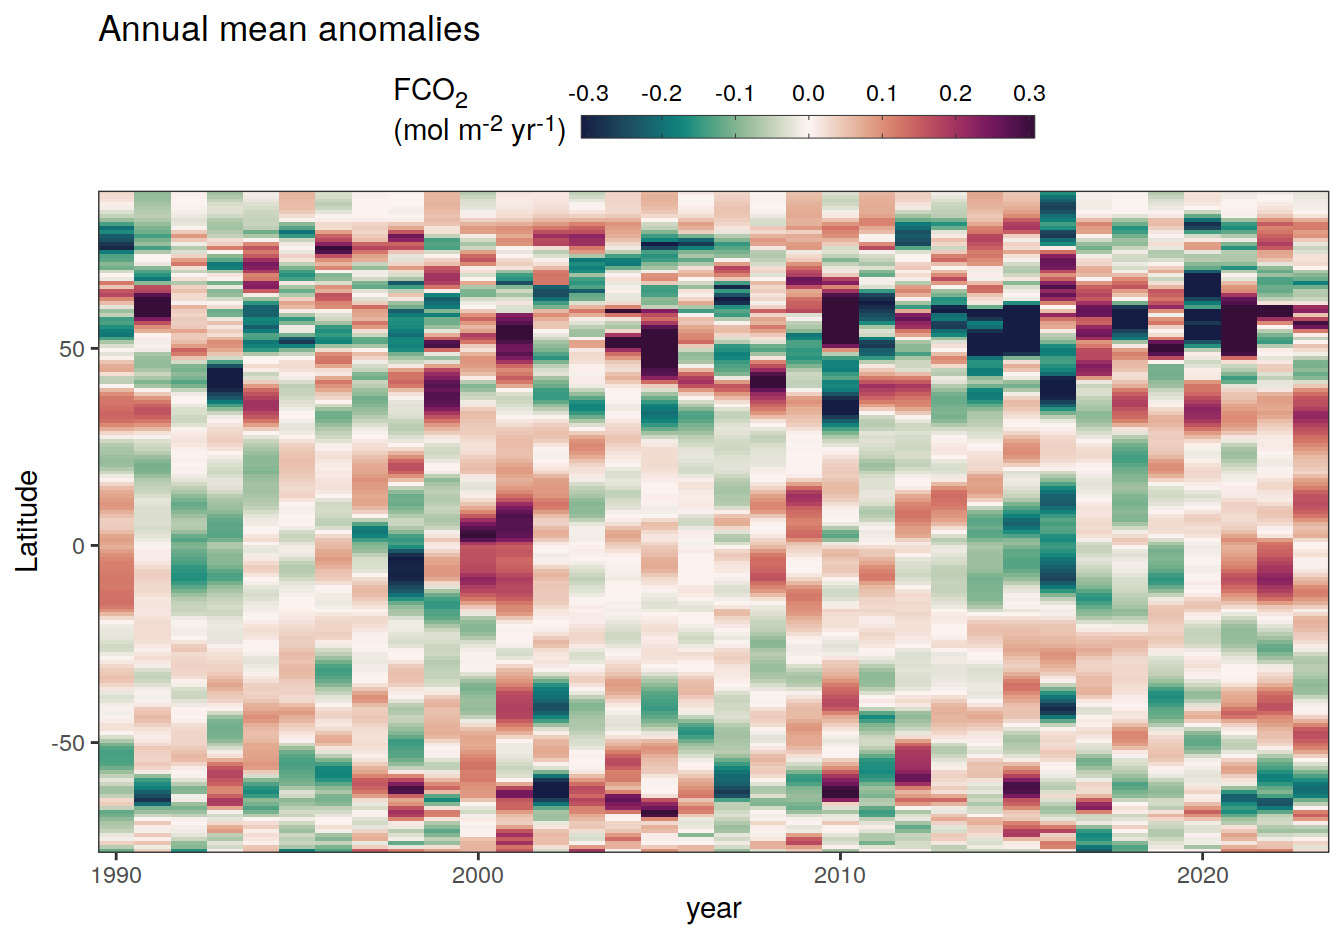 Annual mean anomalies
FCO₂
(mol m⁻² yr⁻¹)
-0.3 -0.2 -0.1 0.0 0.1 0.2 0.3
Latitude
50
0
-50
1990 2000 2010 2020
year